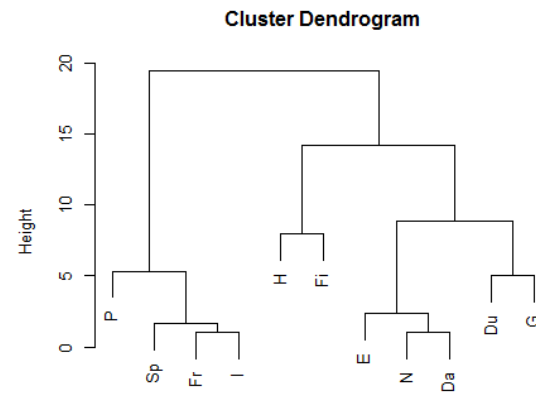 Cluster Dendrogram
Height
20
15
10
5
0
P
Sp
Fr
I
H
Fi
E
N
Da
Du
G